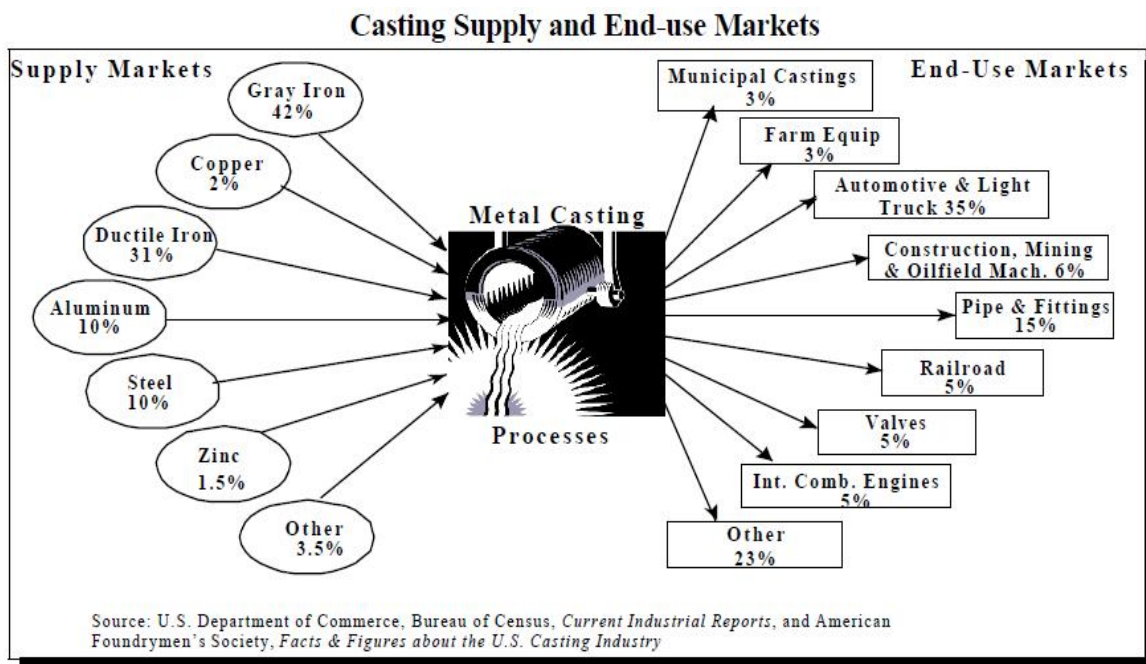 Casting Supply and End-use Markets
Supply Markets
Gray Iron
42%
Copper
2%
Ductile Iron
31%
Aluminum
10%
Steel
10%
Zinc
1.5%
Other
3.5%
Metal Casting
Processes
End-Use Markets
Municipal Castings
3%
Farm Equip
3%
Automotive & Light
Truck 35%
Construction, Mining
& Oilfield Mach. 6%
Pipe & Fittings
15%
Railroad
5%
Valves
5%
Int. Comb. Engines
5%
Other
23%
Source: U.S. Department of Commerce, Bureau of Census, Current Industrial Reports, and American
Foundrymen's Society, Facts & Figures about the U.S. Casting Industry